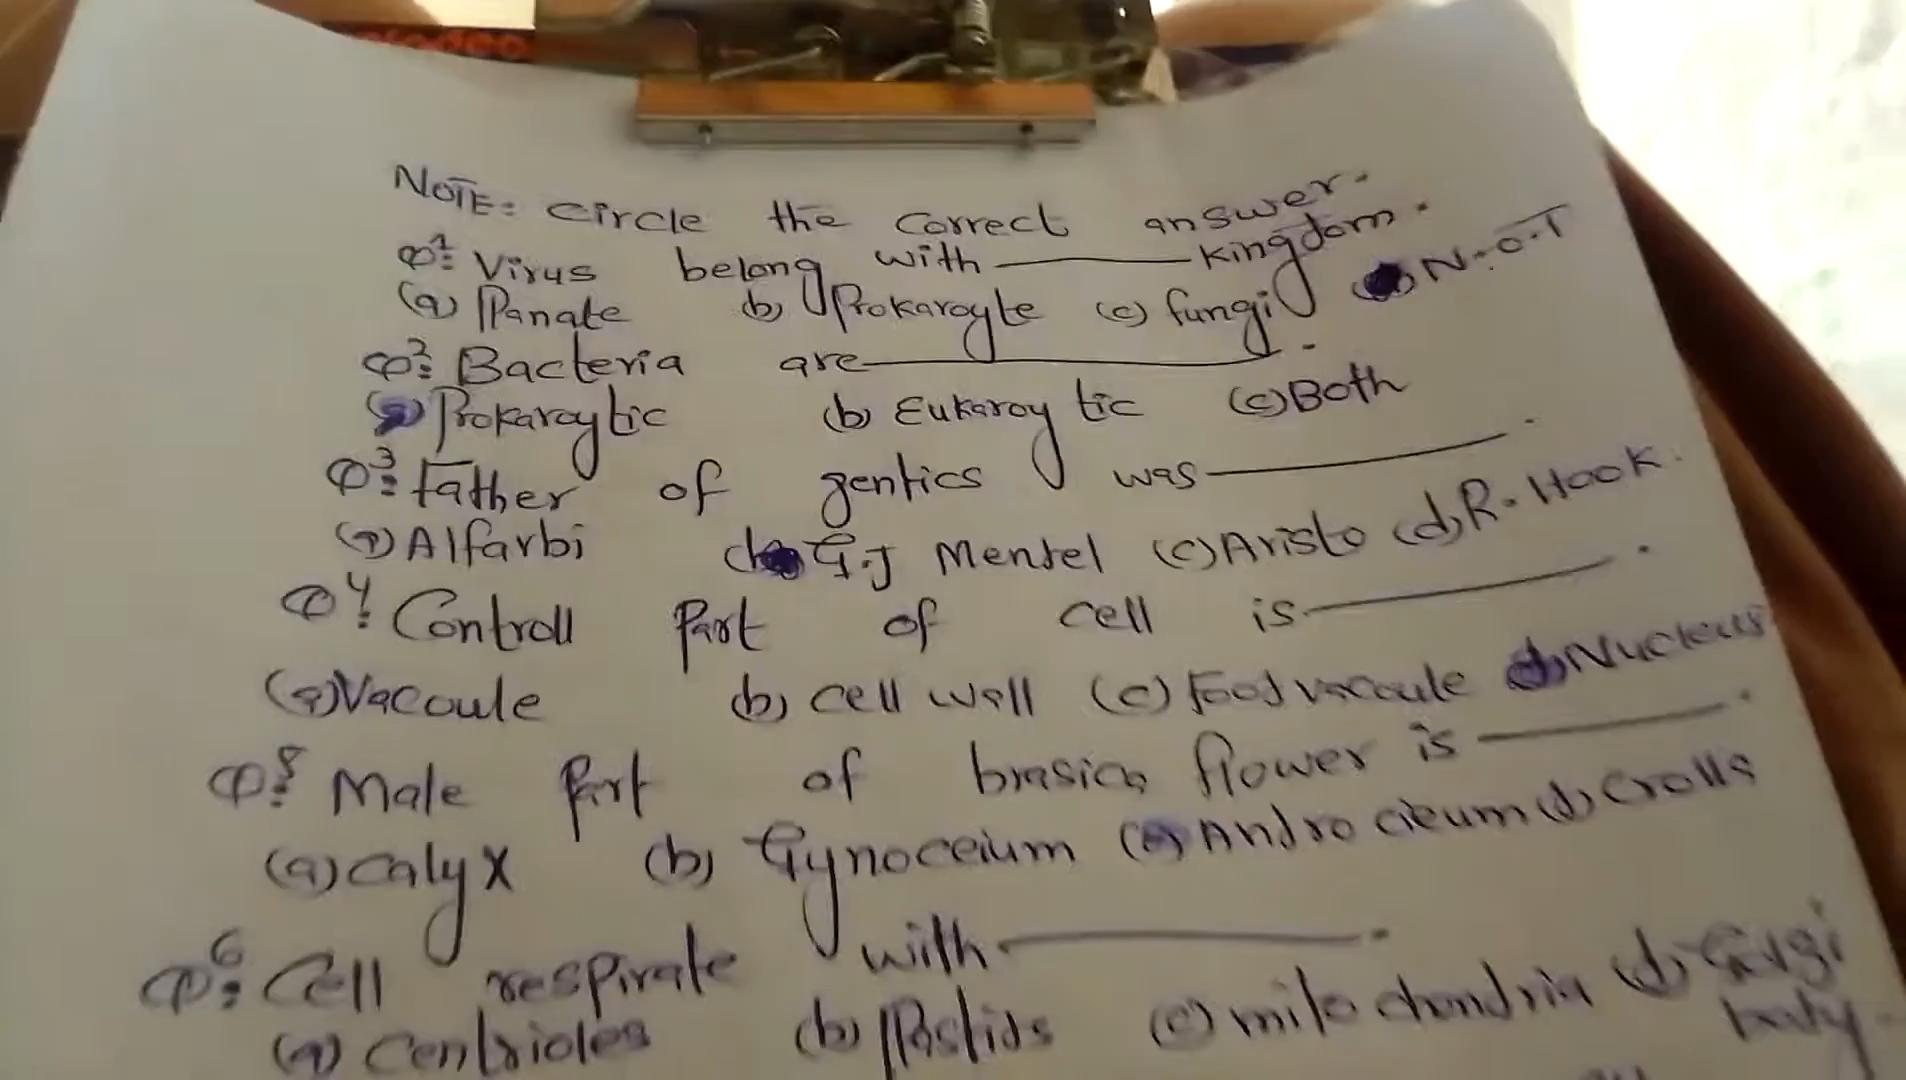 NOTE: Circle the correct answer.
Q1: Virus belong with ______ kingdom.
(a) Planate (b) Prokaroyte (c) fungi (d) N.O.T
Q2: Bacteria are ______.
(a) Prokaroytic (b) Eukaroytic (c) Both
Q3: Father of gentics was ______.
(a) Alfarbi (b) G.J Mendel (c) Aristo (d) R. Hook.
Q4: Controll Part of cell is ______.
(a) Vacoule (b) cell wall (c) Food vacoule (d) Nucleus
Q5: Male Part of brasica flower is ______.
(a) calyx (b) Gynoceium (c) Androcieum (d) Crolla
Q6: Cell respirate with ______.
(a) Centrioles (b) Plastids (c) mitochondria (d) Golgi
body.